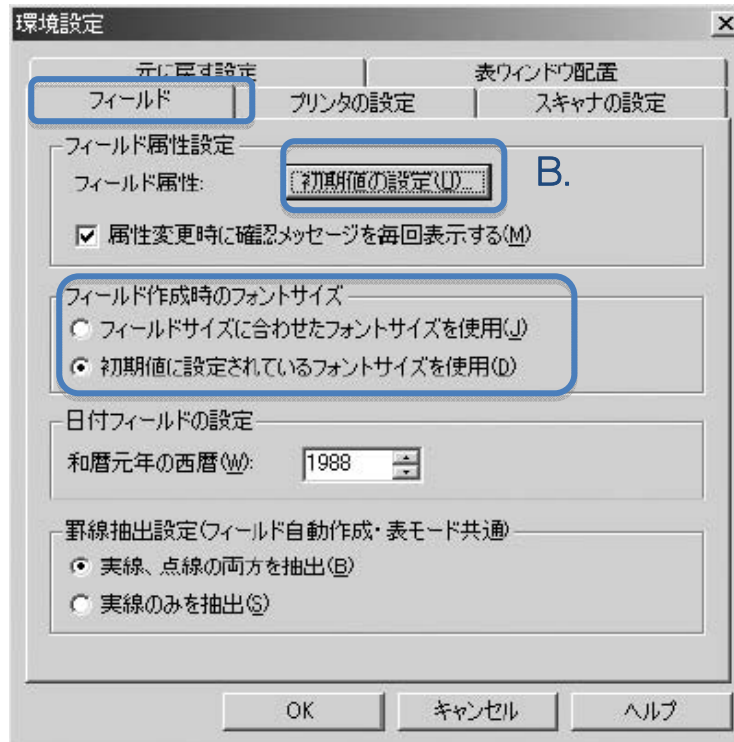 環境設定
元に戻す設定 表ウィンドウ配置
フィールド プリンタの設定 スキャナの設定
フィールド属性設定
フィールド属性: 初期値の設定(U)... B.
属性変更時に確認メッセージを毎回表示する(M)
フィールド作成時のフォントサイズ
フィールドサイズに合わせたフォントサイズを使用(J)
初期値に設定されているフォントサイズを使用(D)
日付フィールドの設定
和暦元年の西暦(W): 1988
罫線抽出設定(フィールド自動作成・表モード共通)
実線、点線の両方を抽出(B)
実線のみを抽出(S)
OK キャンセル ヘルプ